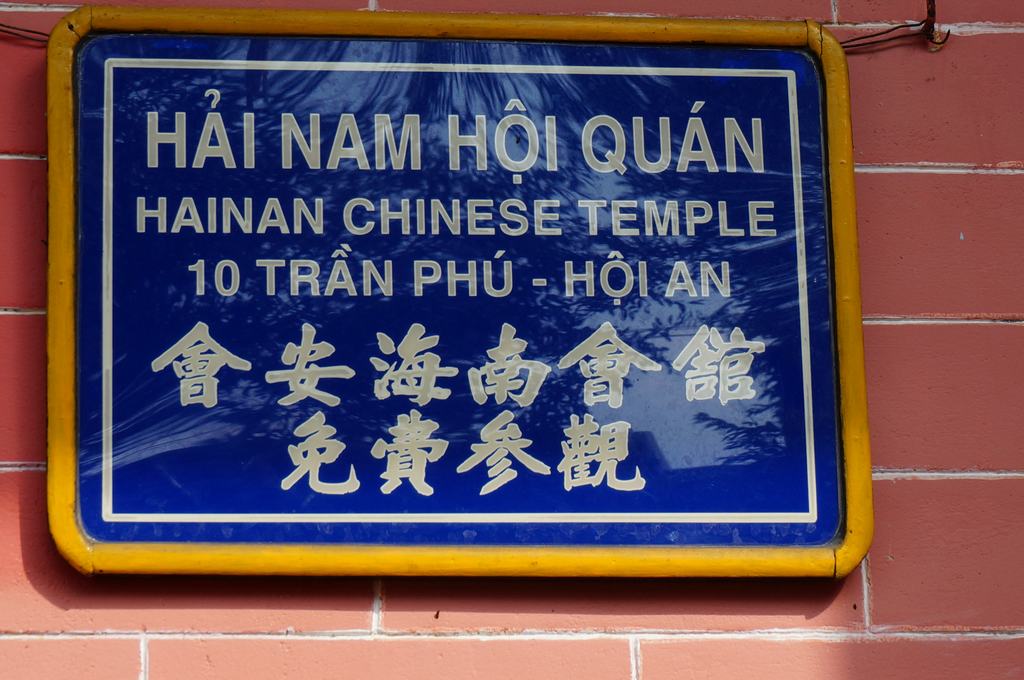 HẢI NAM HỘI QUÁN
HAINAN CHINESE TEMPLE
10 TRẦN PHÚ - HỘI AN
會安海南會館
免費參觀